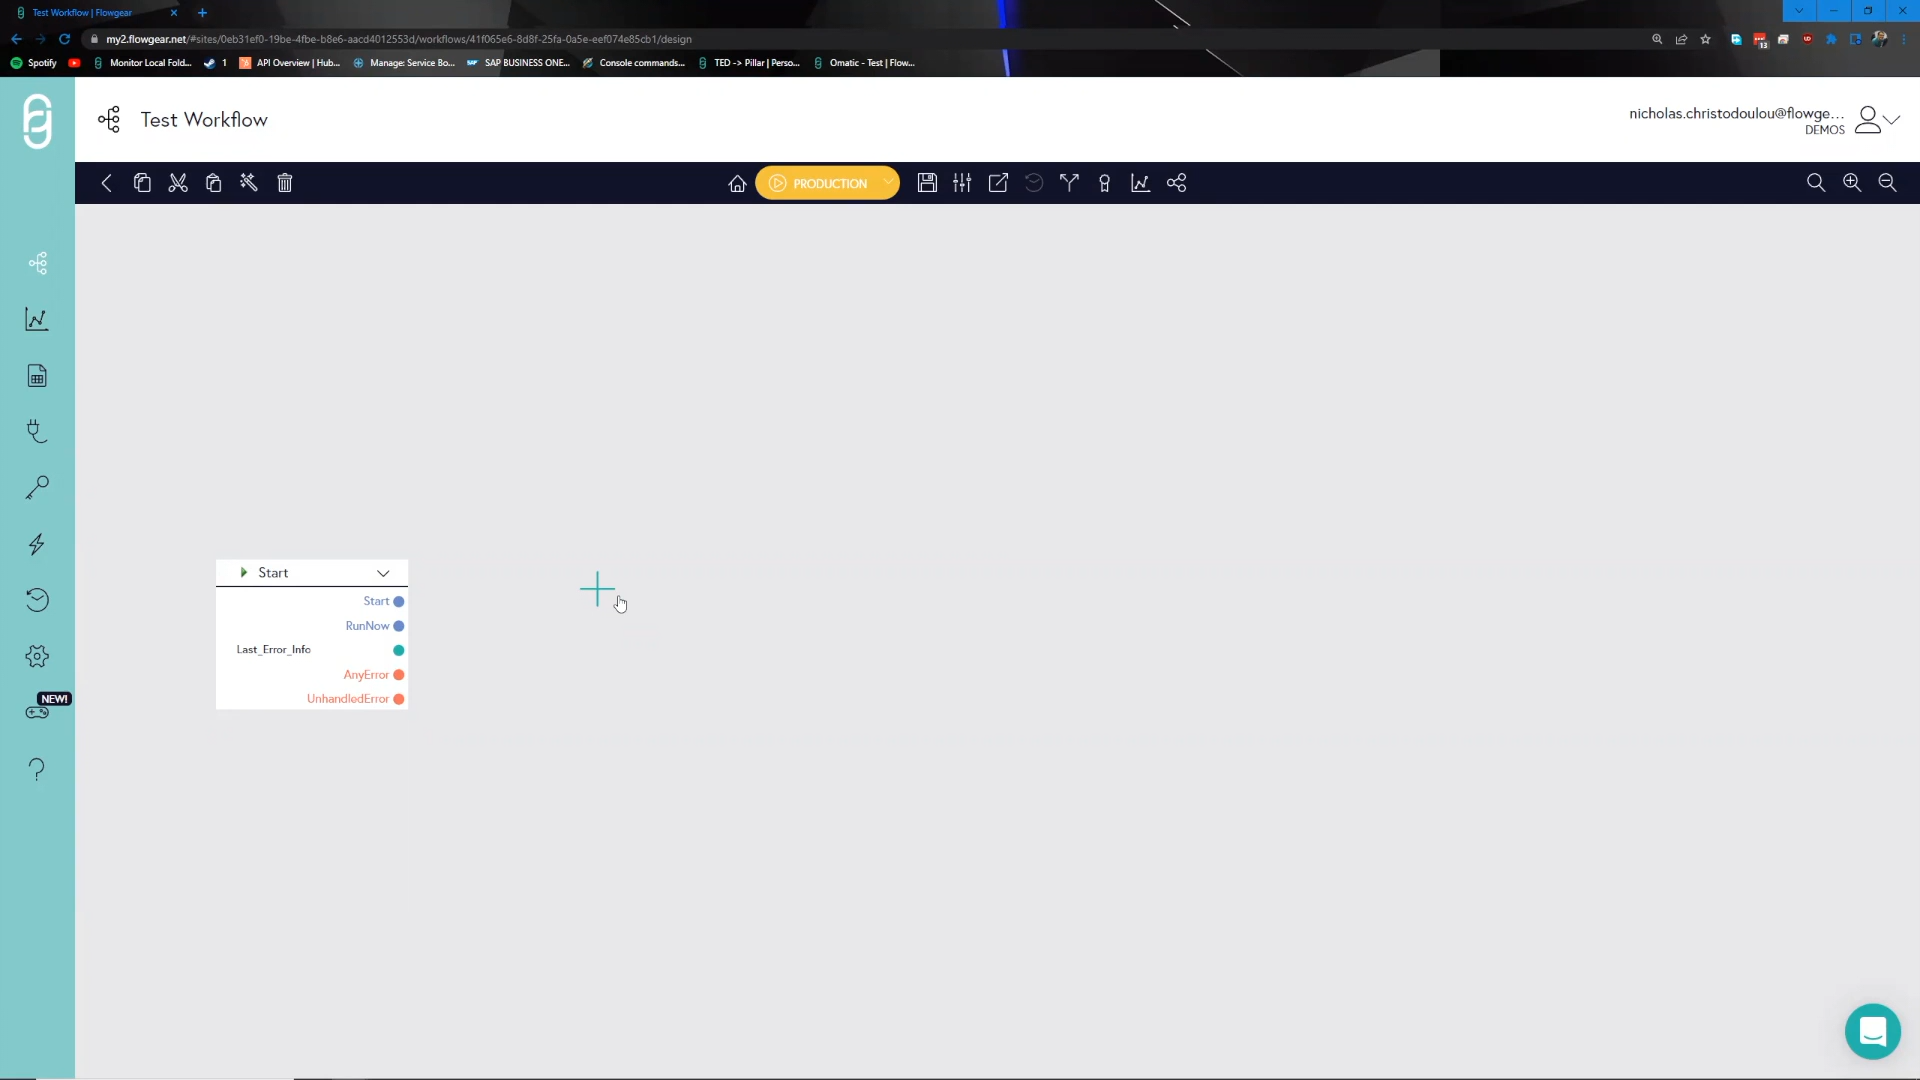 Test Workflow | Flowgear
my2.flowgear.net/#sites/0eb31ef0-19be-4fbe-b8e6-aacd4012553d/workflows/41f065e6-8d8f-25fa-0a5e-eef074e85cb1/design
13
Spotify
Monitor Local Fold...
1
API Overview | Hub...
Manage: Service Bo...
SAP BUSINESS ONE...
Console commands...
TED -> Pillar | Perso...
Omatic - Test | Flow...
Test Workflow
nicholas.christodoulou@flowge...
DEMOS
PRODUCTION
Start
Start
RunNow
Last_Error_Info
AnyError
UnhandledError
NEW!